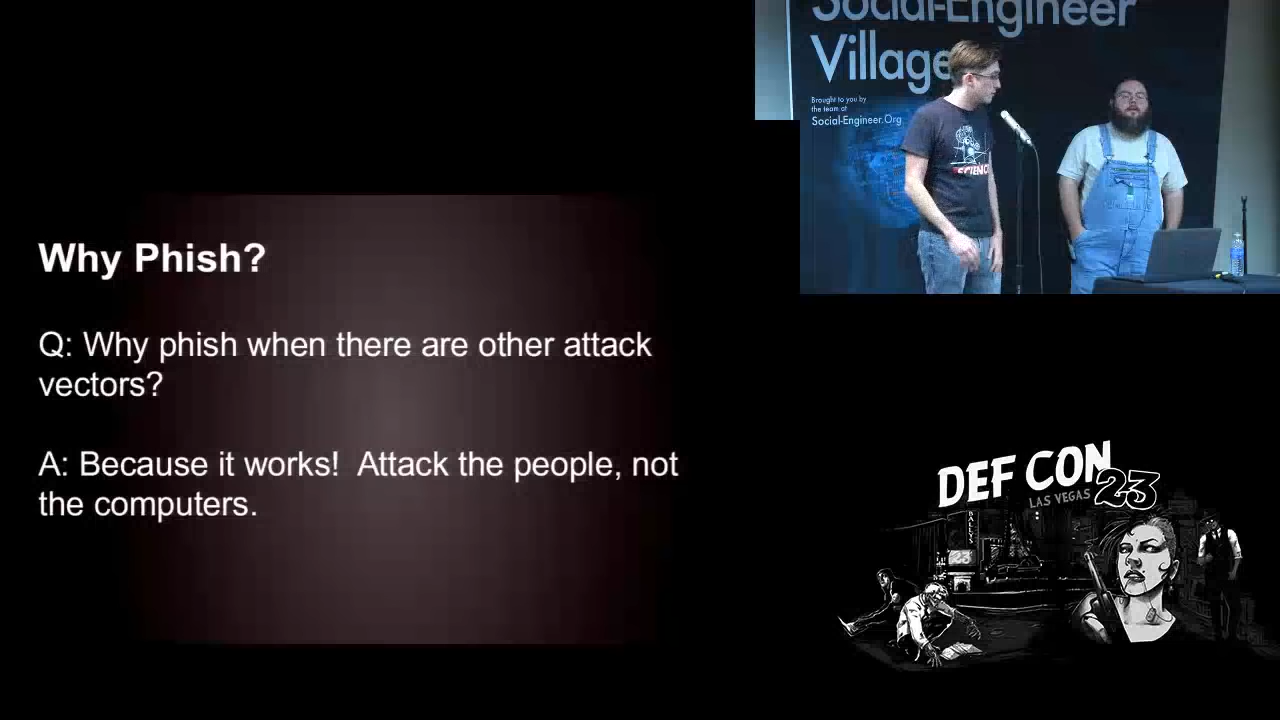 Why Phish?
Q: Why phish when there are other attack
vectors?
A: Because it works!  Attack the people, not
the computers.
Social-Engineer
Village
Brought to you by
the team at
Social-Engineer.Org
SCIENCE
DEF CON
23
LAS VEGAS
BALLYS
23